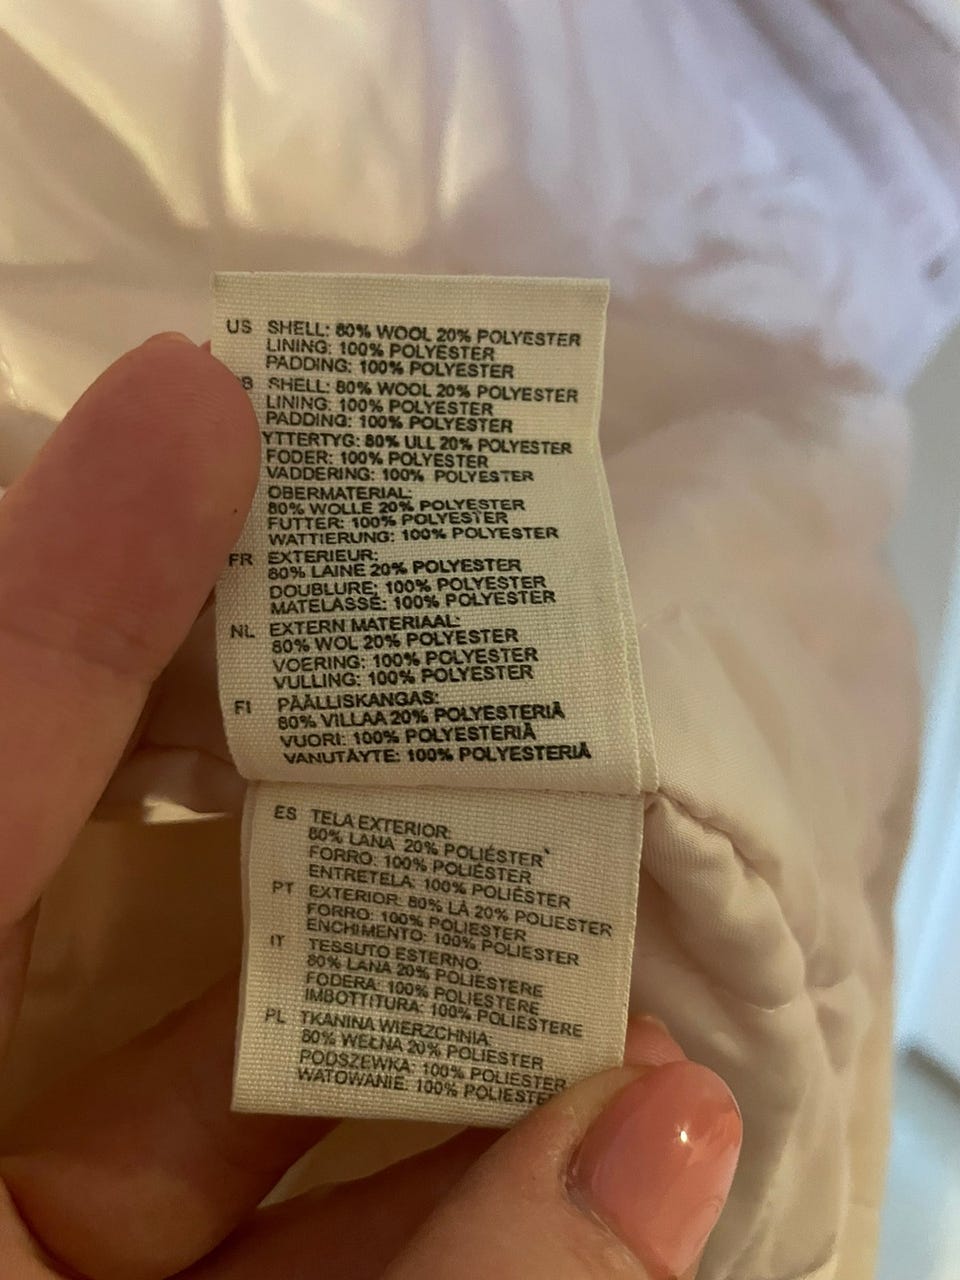 US SHELL: 80% WOOL 20% POLYESTER
LINING: 100% POLYESTER
PADDING: 100% POLYESTER
B SHELL: 80% WOOL 20% POLYESTER
LINING: 100% POLYESTER
PADDING: 100% POLYESTER
YTTERTYG: 80% ULL 20% POLYESTER
FODER: 100% POLYESTER
VADDERING: 100% POLYESTER
OBERMATERIAL:
80% WOLLE 20% POLYESTER
FUTTER: 100% POLYESTER
WATTIERUNG: 100% POLYESTER
FR EXTERIEUR:
80% LAINE 20% POLYESTER
DOUBLURE: 100% POLYESTER
MATELASSÉ: 100% POLYESTER
NL EXTERN MATERIAAL:
80% WOL 20% POLYESTER
VOERING: 100% POLYESTER
VULLING: 100% POLYESTER
FI PÄÄLLISKANGAS:
80% VILLAA 20% POLYESTERIÄ
VUORI: 100% POLYESTERIÄ
VANUTÄYTE: 100% POLYESTERIÄ
ES TELA EXTERIOR:
80% LANA 20% POLIÉSTER
FORRO: 100% POLIÉSTER
ENTRETELA: 100% POLIÉSTER
PT EXTERIOR: 80% LÃ 20% POLIESTER
FORRO: 100% POLIESTER
ENCHIMENTO: 100% POLIESTER
IT TESSUTO ESTERNO:
80% LANA 20% POLIESTERE
FODERA: 100% POLIESTERE
IMBOTTITURA: 100% POLIESTERE
PL TKANINA WIERZCHNIA:
80% WEŁNA 20% POLIESTER
PODSZEWKA: 100% POLIESTER
WATOWANIE: 100% POLIESTER